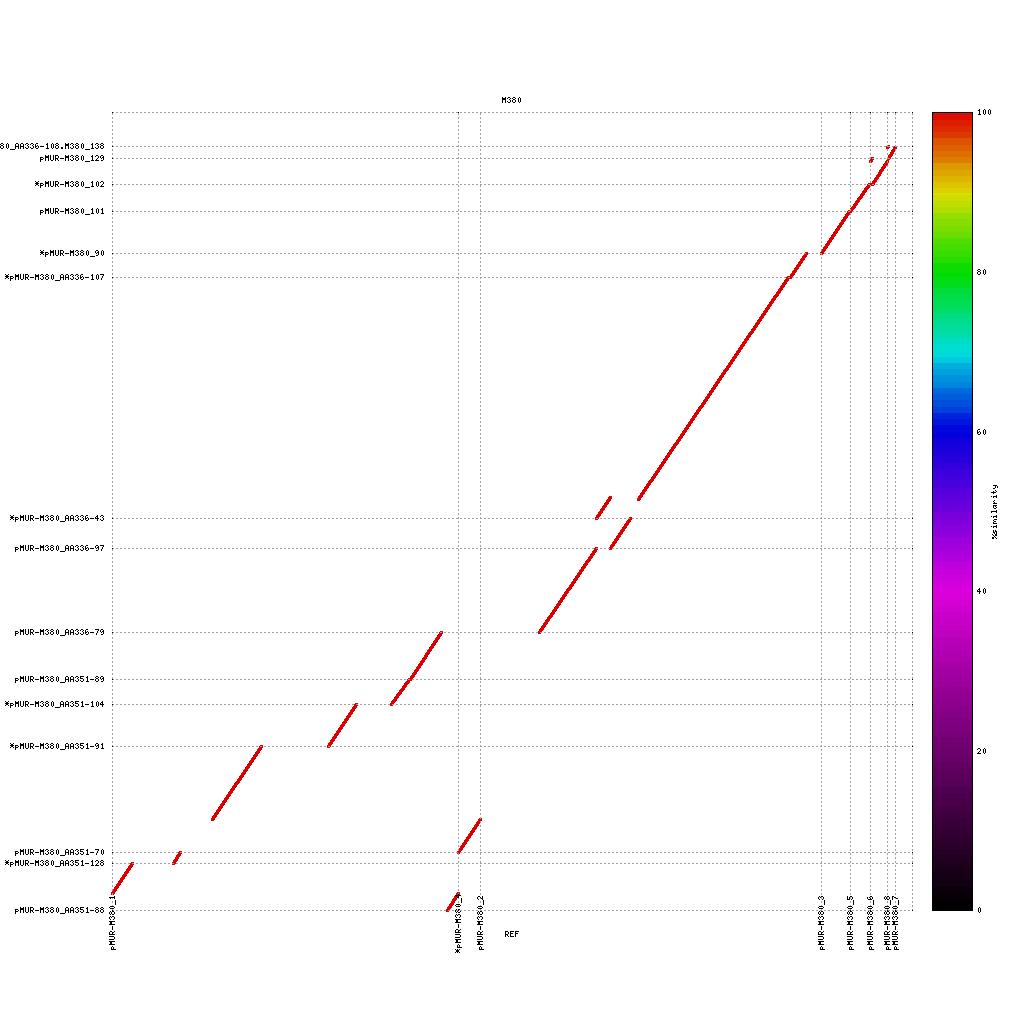 M380
80_AA336-108.M380_138
pMUR-M380_129
*pMUR-M380_102
pMUR-M380_101
*pMUR-M380_90
*pMUR-M380_AA336-107
*pMUR-M380_AA336-43
pMUR-M380_AA336-97
pMUR-M380_AA336-79
pMUR-M380_AA351-89
*pMUR-M380_AA351-104
*pMUR-M380_AA351-91
pMUR-M380_AA351-70
*pMUR-M380_AA351-128
pMUR-M380_AA351-88
pMUR-M380_1
*pMUR-M380_
pMUR-M380_2
pMUR-M380_3
pMUR-M380_5
pMUR-M380_6
pMUR-M380_8
pMUR-M380_7
REF
100
80
60
40
20
0
%similarity